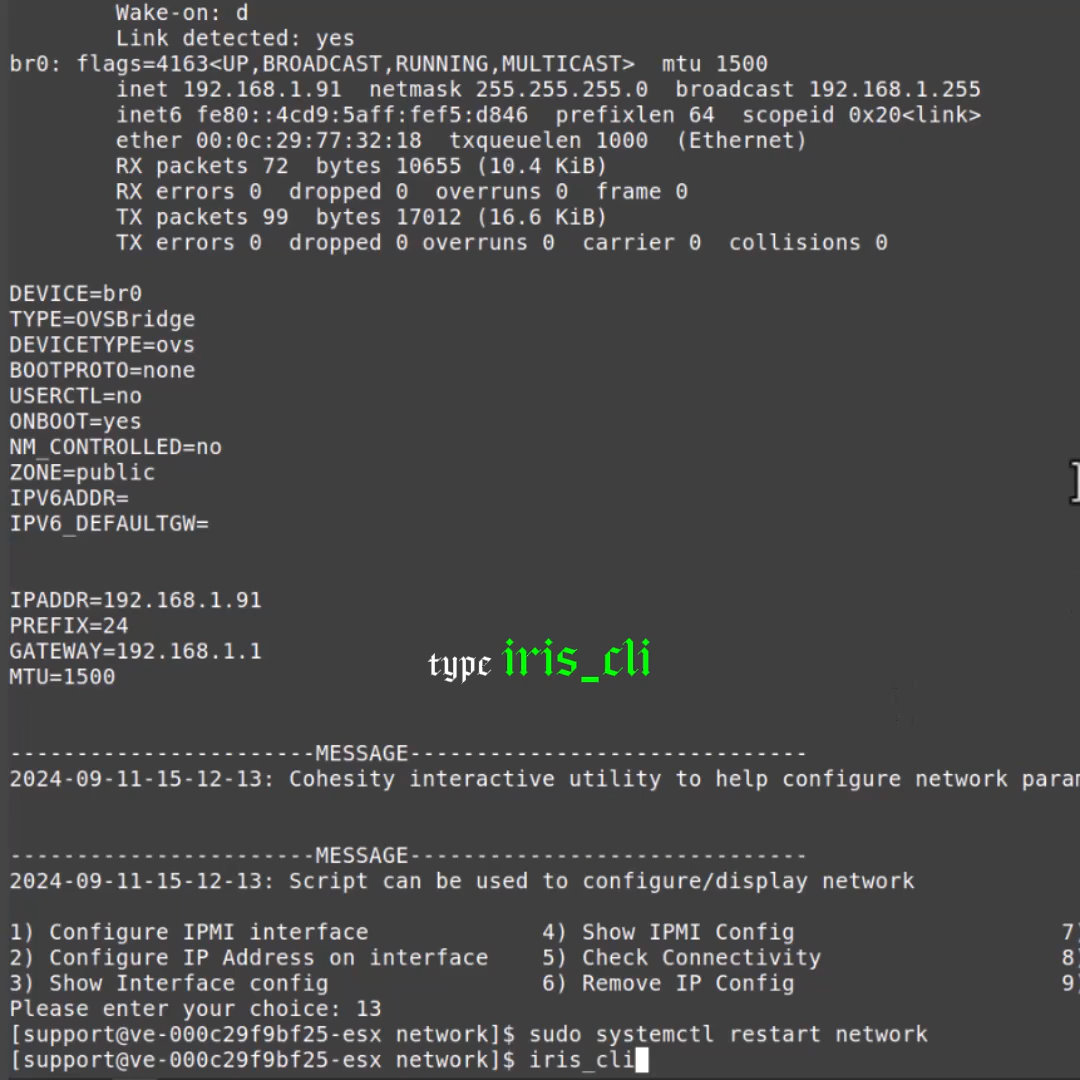 Wake-on: d
Link detected: yes
br0: flags=4163<UP,BROADCAST,RUNNING,MULTICAST>  mtu 1500
inet 192.168.1.91  netmask 255.255.255.0  broadcast 192.168.1.255
inet6 fe80::4cd9:5aff:fef5:d846  prefixlen 64  scopeid 0x20<link>
ether 00:0c:29:77:32:18  txqueuelen 1000  (Ethernet)
RX packets 72  bytes 10655 (10.4 KiB)
RX errors 0  dropped 0  overruns 0  frame 0
TX packets 99  bytes 17012 (16.6 KiB)
TX errors 0  dropped 0 overruns 0  carrier 0  collisions 0
DEVICE=br0
TYPE=OVSBridge
DEVICETYPE=ovs
BOOTPROTO=none
USERCTL=no
ONBOOT=yes
NM_CONTROLLED=no
ZONE=public
IPV6ADDR=
IPV6_DEFAULTGW=
IPADDR=192.168.1.91
PREFIX=24
GATEWAY=192.168.1.1
type iris_cli
MTU=1500
-----------------------MESSAGE------------------------------
2024-09-11-15-12-13: Cohesity interactive utility to help configure network param
-----------------------MESSAGE------------------------------
2024-09-11-15-12-13: Script can be used to configure/display network
1) Configure IPMI interface 4) Show IPMI Config 7)
2) Configure IP Address on interface 5) Check Connectivity 8)
3) Show Interface config 6) Remove IP Config 9)
Please enter your choice: 13
[support@ve-000c29f9bf25-esx network]$ sudo systemctl restart network
[support@ve-000c29f9bf25-esx network]$ iris_cli